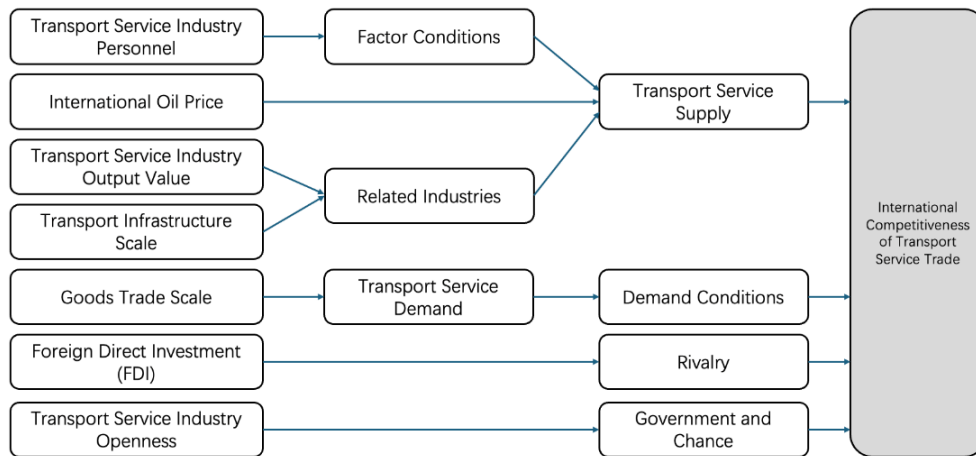 Transport Service Industry
Personnel
Factor Conditions
International Oil Price
Transport Service
Supply
Transport Service Industry
Output Value
Related Industries
Transport Infrastructure
Scale
International
Competitiveness
of Transport
Service Trade
Goods Trade Scale
Transport Service
Demand
Demand Conditions
Foreign Direct Investment
(FDI)
Rivalry
Transport Service Industry
Openness
Government and
Chance